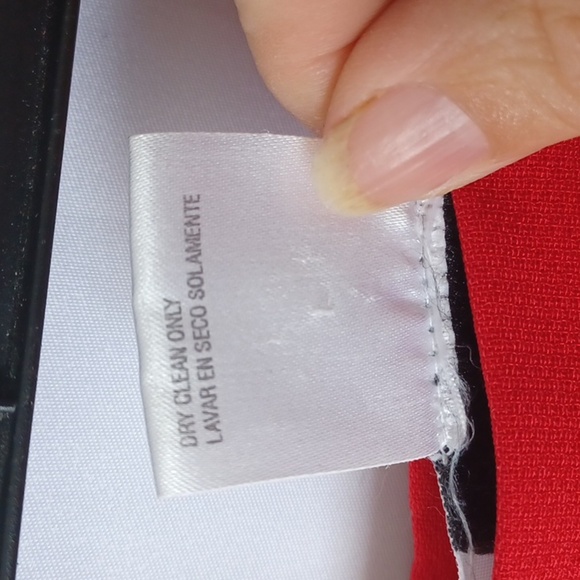 DRY CLEAN ONLY
LAVAR EN SECO SOLAMENTE